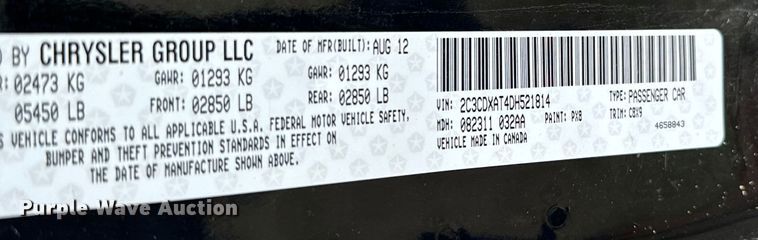 BY CHRYSLER GROUP LLC DATE OF MFR(BUILT): AUG 12
02473 KG GAWR: 01293 KG GAWR: 01293 KG
05450 LB FRONT: 02850 LB REAR: 02850 LB
VEHICLE CONFORMS TO ALL APPLICABLE U.S.A. FEDERAL MOTOR VEHICLE SAFETY,
BUMPER AND THEFT PREVENTION STANDARDS IN EFFECT ON
THE DATE OF MANUFACTURE SHOWN ABOVE.
VIN: 2C3CDXAT4DH521814 TYPE: PASSENGER CAR
MDH: 082311 032AA PAINT: PX8 TRIM: C8X9
VEHICLE MADE IN CANADA 4658843
Purple Wave Auction